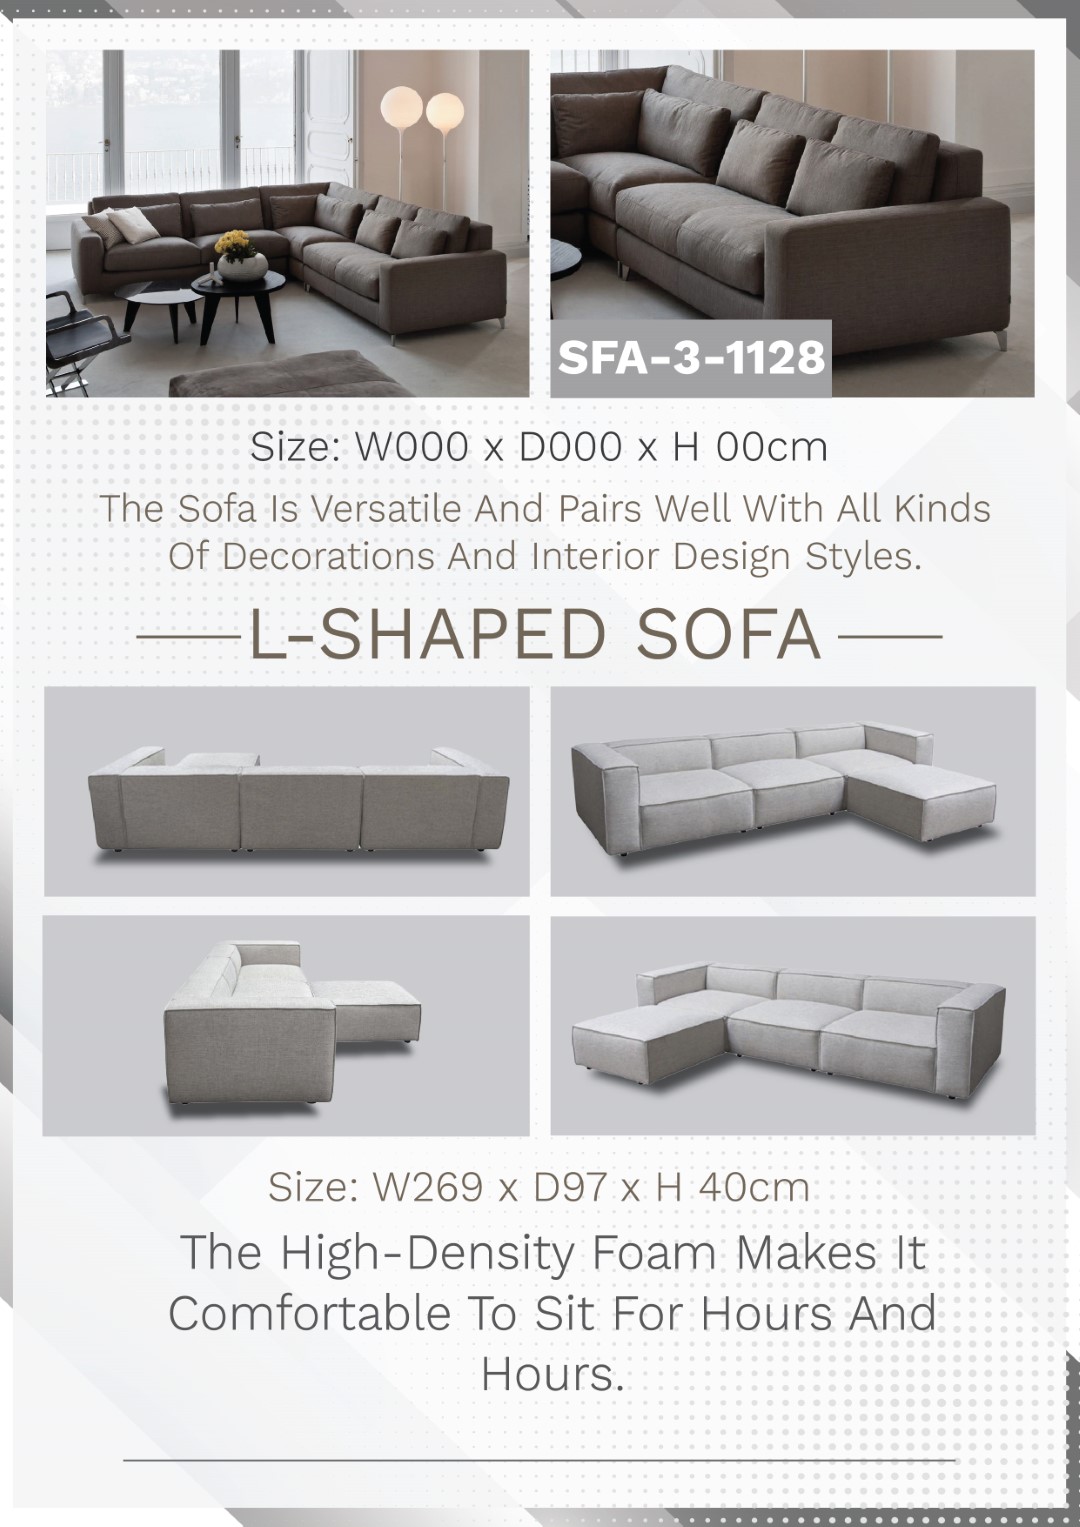 SFA-3-1128
Size: W000 x D000 x H 00cm
The Sofa Is Versatile And Pairs Well With All Kinds
Of Decorations And Interior Design Styles.
L-SHAPED SOFA
Size: W269 x D97 x H 40cm
The High-Density Foam Makes It
Comfortable To Sit For Hours And
Hours.